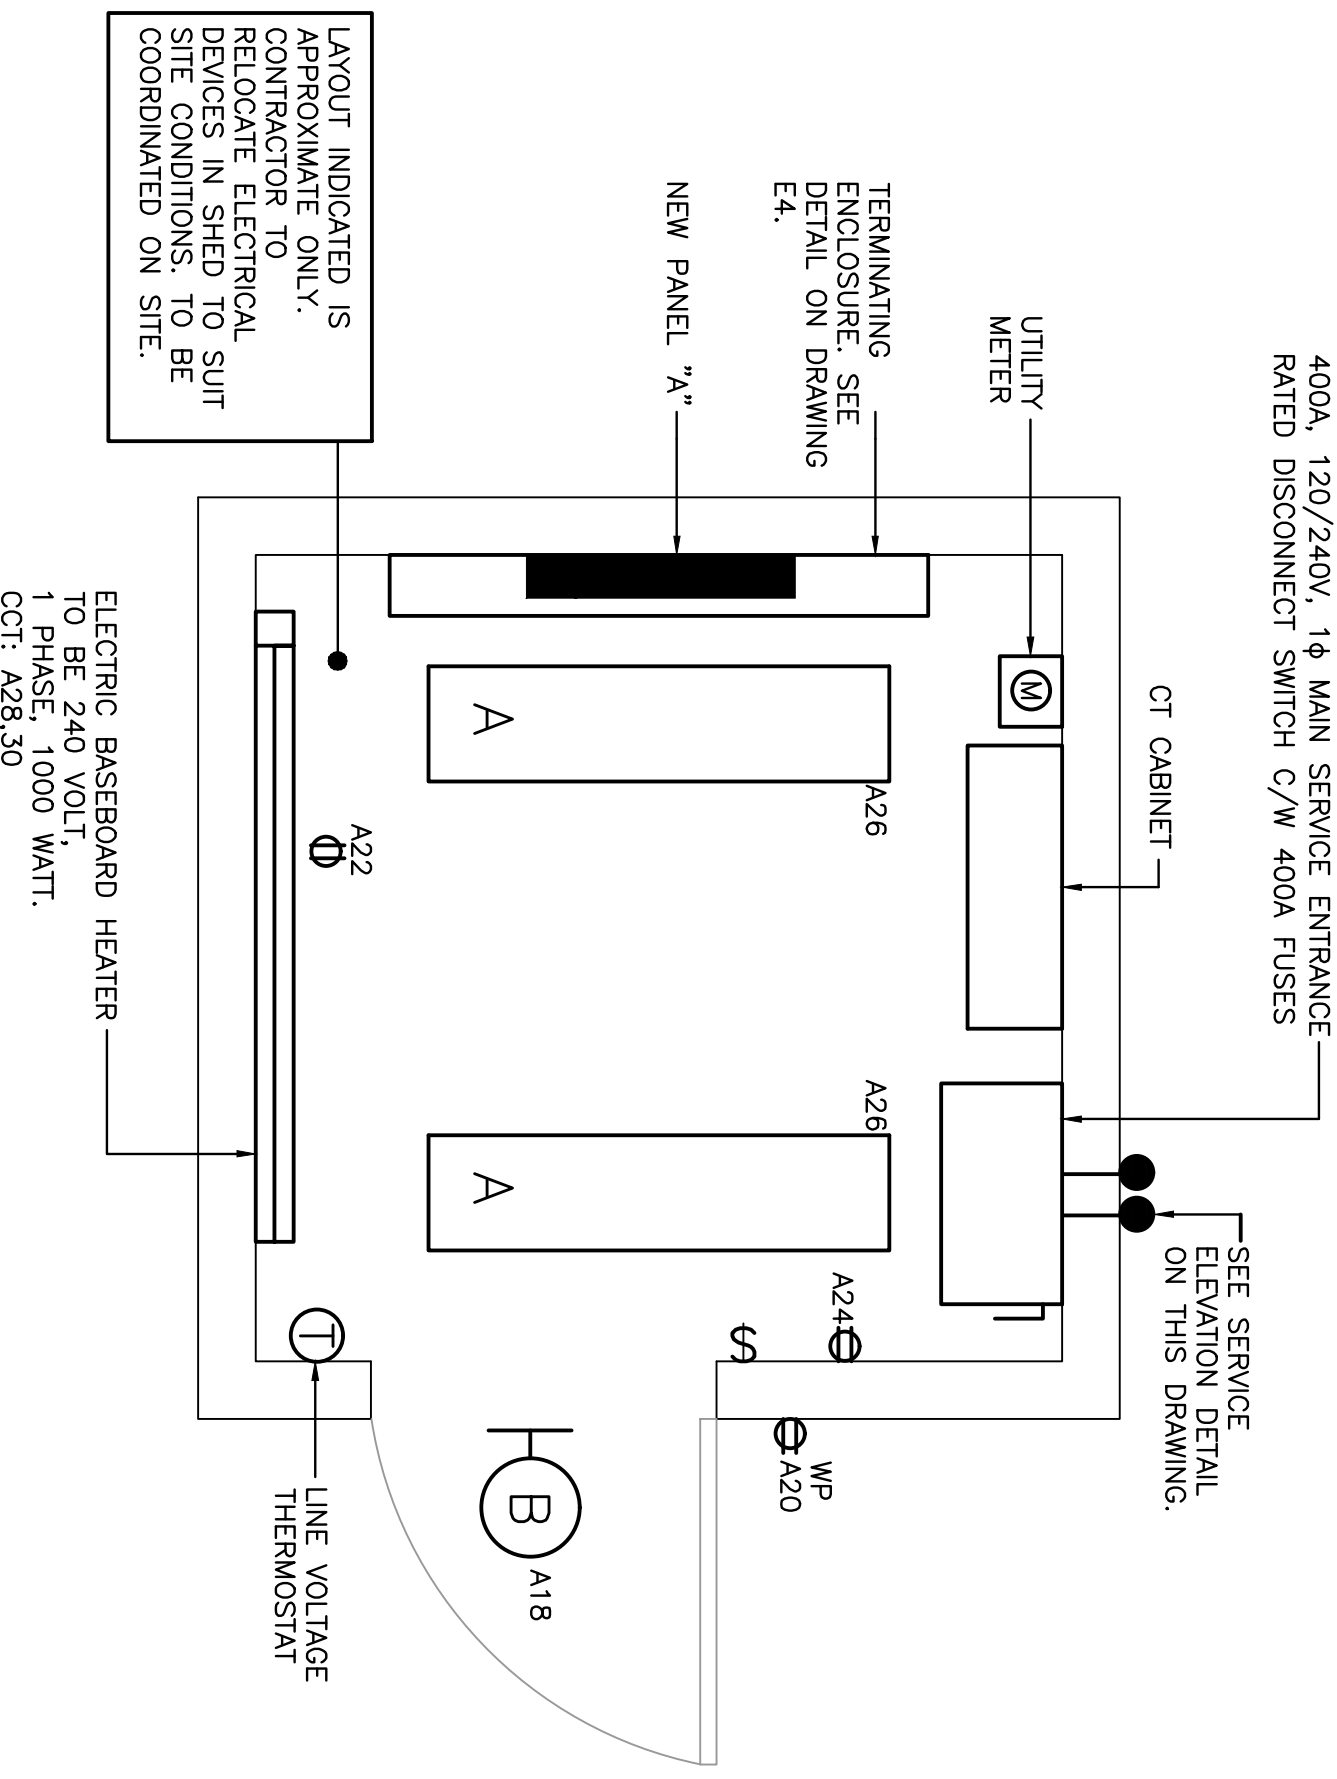 400A, 120/240V, 1ϕ MAIN SERVICE ENTRANCE
RATED DISCONNECT SWITCH C/W 400A FUSES
SEE SERVICE
ELEVATION DETAIL
ON THIS DRAWING.
CT CABINET
UTILITY
METER
M
TERMINATING
ENCLOSURE. SEE
DETAIL ON DRAWING
E4.
NEW PANEL "A"
A26
A
A26
A
A24
$
WP
A20
B
A18
A22
T
LINE VOLTAGE
THERMOSTAT
LAYOUT INDICATED IS
APPROXIMATE ONLY.
CONTRACTOR TO
RELOCATE ELECTRICAL
DEVICES IN SHED TO SUIT
SITE CONDITIONS. TO BE
COORDINATED ON SITE.
ELECTRIC BASEBOARD HEATER
TO BE 240 VOLT,
1 PHASE, 1000 WATT.
CCT: A28,30